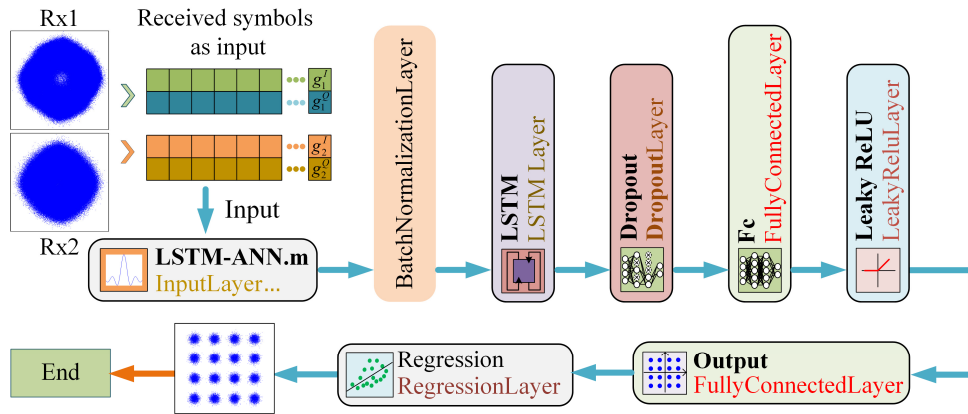 Rx1
Received symbols
as input
g₁ᴵ
g₁Q
g₂ᴵ
g₂Q
Rx2
Input
LSTM-ANN.m
InputLayer...
BatchNormalizationLayer
LSTM
LSTM Layer
Dropout
DropoutLayer
Fc
FullyConnectedLayer
Leaky ReLU
LeakyReluLayer
Output
FullyConnectedLayer
Regression
RegressionLayer
End